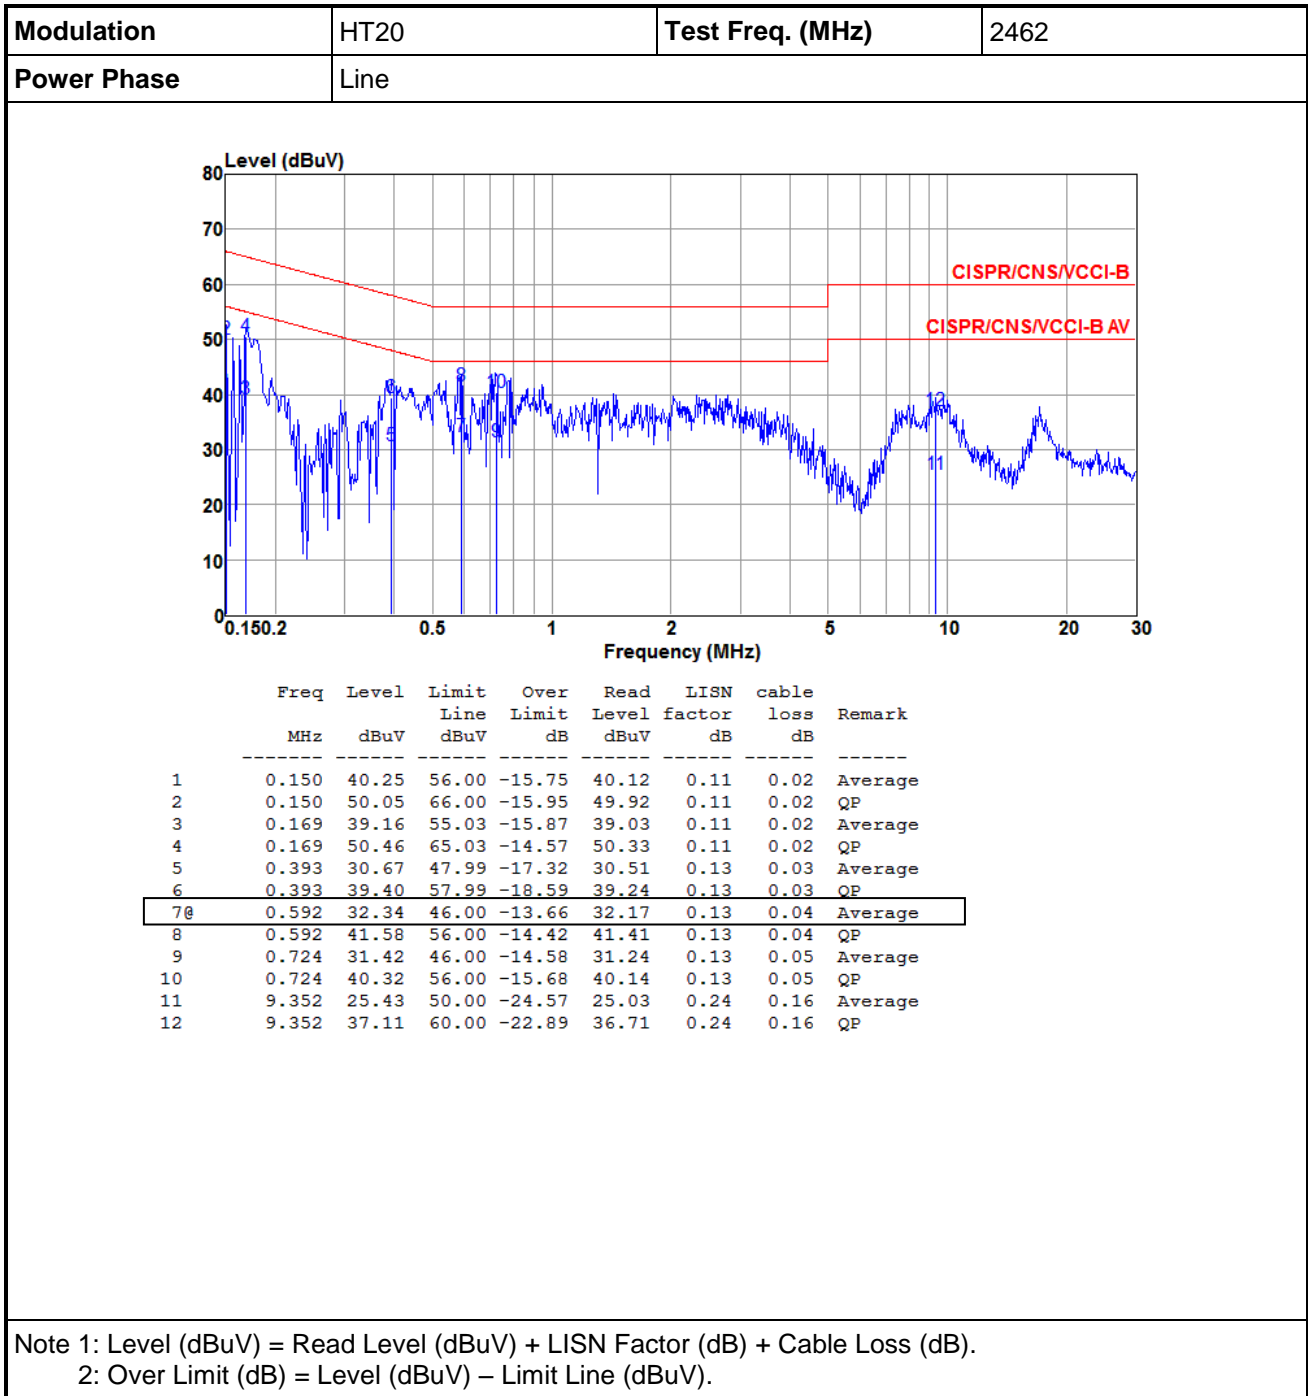 Modulation HT20 Test Freq. (MHz) 2462
Power Phase Line
Level (dBuV)
80
70
60
50
40
30
20
10
0
CISPR/CNS/VCCI-B
CISPR/CNS/VCCI-B AV
2 4
3
6
5
8
7
10
9
12
11
0.15 0.2 0.5 1 2 5 10 20 30
Frequency (MHz)
Freq Level Limit Over Read LISN cable
Line Limit Level factor loss Remark
MHz dBuV dBuV dB dBuV dB dB
------- ------ ------ ------ ------ ------ ------ ------
1 0.150 40.25 56.00 -15.75 40.12 0.11 0.02 Average
2 0.150 50.05 66.00 -15.95 49.92 0.11 0.02 QP
3 0.169 39.16 55.03 -15.87 39.03 0.11 0.02 Average
4 0.169 50.46 65.03 -14.57 50.33 0.11 0.02 QP
5 0.393 30.67 47.99 -17.32 30.51 0.13 0.03 Average
6 0.393 39.40 57.99 -18.59 39.24 0.13 0.03 QP
7@ 0.592 32.34 46.00 -13.66 32.17 0.13 0.04 Average
8 0.592 41.58 56.00 -14.42 41.41 0.13 0.04 QP
9 0.724 31.42 46.00 -14.58 31.24 0.13 0.05 Average
10 0.724 40.32 56.00 -15.68 40.14 0.13 0.05 QP
11 9.352 25.43 50.00 -24.57 25.03 0.24 0.16 Average
12 9.352 37.11 60.00 -22.89 36.71 0.24 0.16 QP
Note 1: Level (dBuV) = Read Level (dBuV) + LISN Factor (dB) + Cable Loss (dB).
2: Over Limit (dB) = Level (dBuV) – Limit Line (dBuV).